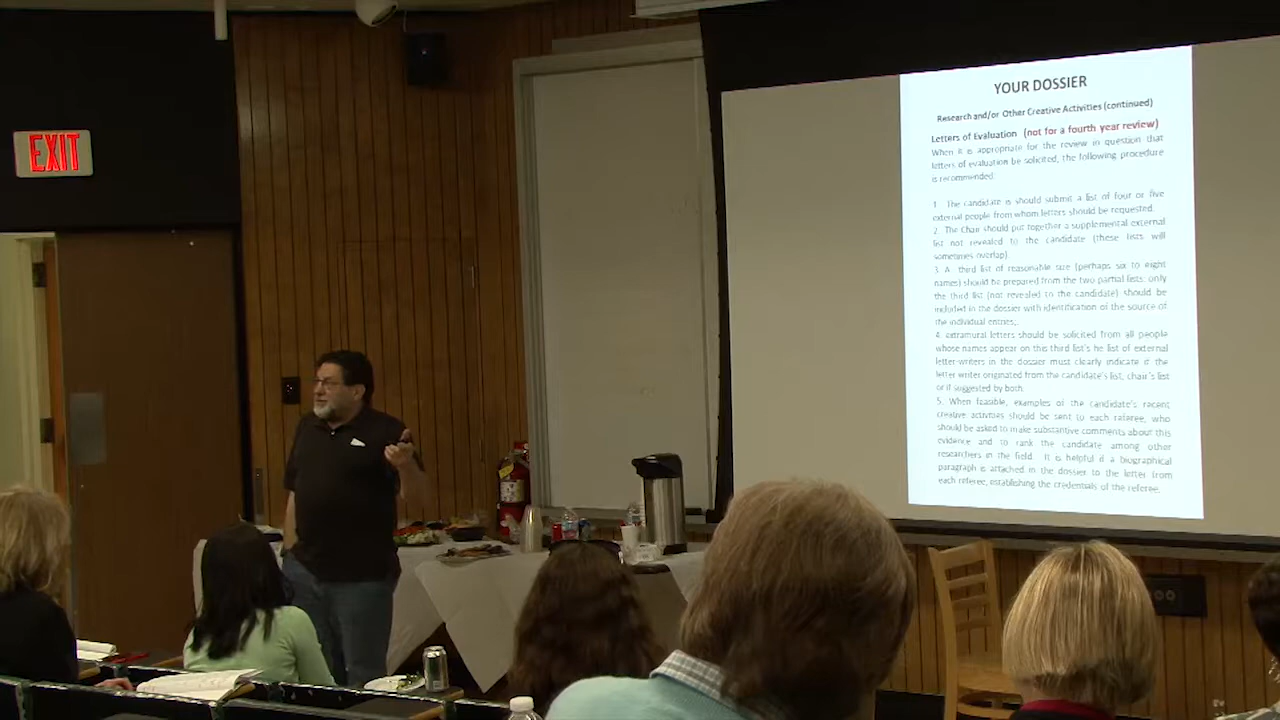 EXIT
YOUR DOSSIER
Research and/or Other Creative Activities (continued)
Letters of Evaluation (not for a fourth year review)
When it is appropriate for the review in question that
letters of evaluation be solicited, the following procedure
is recommended:
1. The candidate is should submit a list of four or five
external people from whom letters should be requested.
2. The Chair should put together a supplemental external
list not revealed to the candidate (these lists will
sometimes overlap).
3. A third list of reasonable size (perhaps six to eight
names) should be prepared from the two partial lists: only
the third list (not revealed to the candidate) should be
included in the dossier with identification of the source of
the individual entries;.
4. extramural letters should be solicited from all people
whose names appear on this third list's he list of external
letter-writers in the dossier must clearly indicate if the
letter writer originated from the candidate's list, chair's list
or if suggested by both.
5. When feasible, examples of the candidate's recent
creative activities should be sent to each referee, who
should be asked to make substantive comments about this
evidence and to rank the candidate among other
researchers in the field. It is helpful if a biographical
paragraph is attached in the dossier to the letter from
each referee, establishing the credentials of the referee.